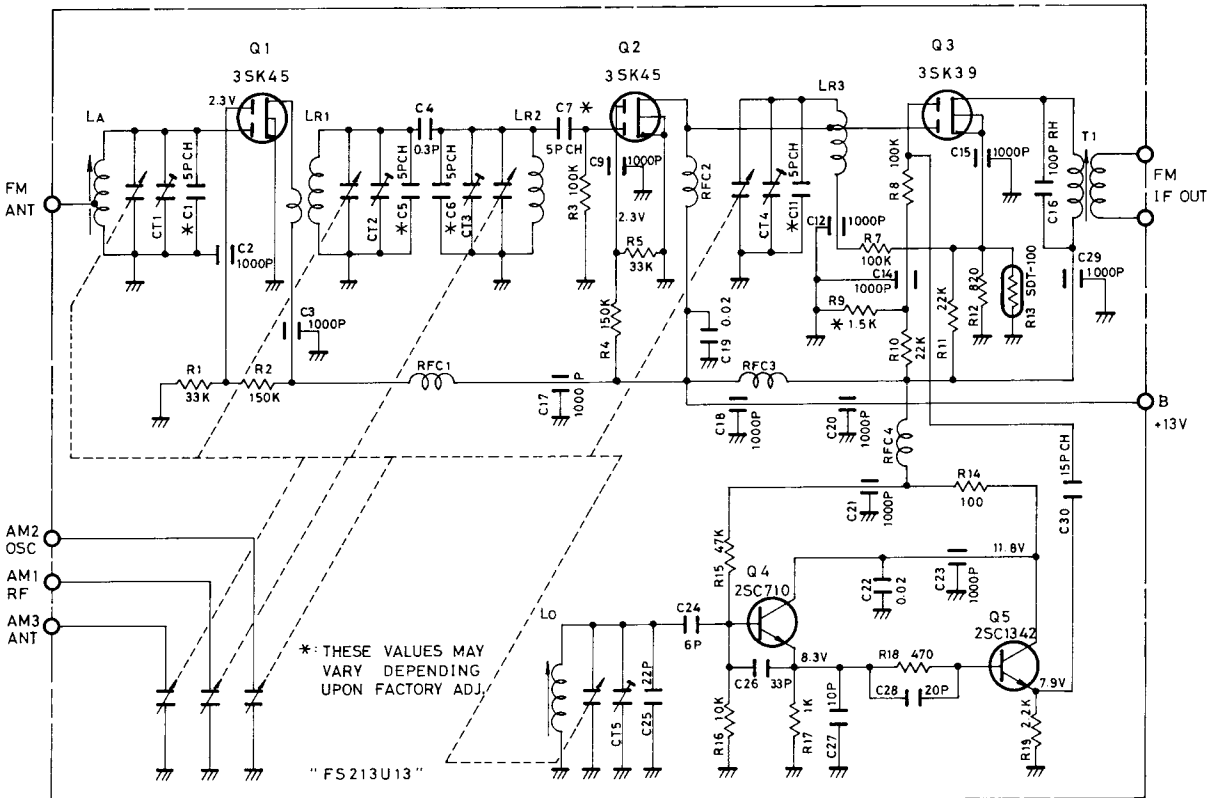 Q1
3SK45
Q2
3SK45
Q3
3SK39
LA
2.3V
LR1
C4
0.3P
LR2
C7
*
5PCH
LR3
FM
ANT
CT1
*C1
5PCH
C2
1000P
CT2
*C5
5PCH
*C6
5PCH
CT3
R3 100K
C9
1000P
2.3V
R5
33K
RFC2
CT4
*C11
5PCH
C12
1000P
R8
100K
R7
100K
C14
1000P
R9
* 1.5K
C15
1000P
C16
100P RH
T1
FM
IF OUT
C29
1000P
R11
22K
R12
820
R13
SDT-100
R10
22K
C3
1000P
R4 150K
C19
0.02
R1
33K
R2
150K
RFC1
C17
1000 P
RFC3
C18
1000P
C20
1000P
B
+13V
RFC4
C21
1000P
R14
100
C30
15PCH
AM2
OSC
AM1
RF
AM3
ANT
R15 47K
Q4
2SC710
C22
0.02
C23
1000P
11.8V
Q5
2SC1342
LO
C24
6P
8.3V
R18 470
7.9V
C28
20P
C26
33P
*: THESE VALUES MAY
VARY DEPENDING
UPON FACTORY ADJ.
CT5
C25
22P
R16 10K
R17
1K
C27
10P
R19 2.2K
"FS213U13"